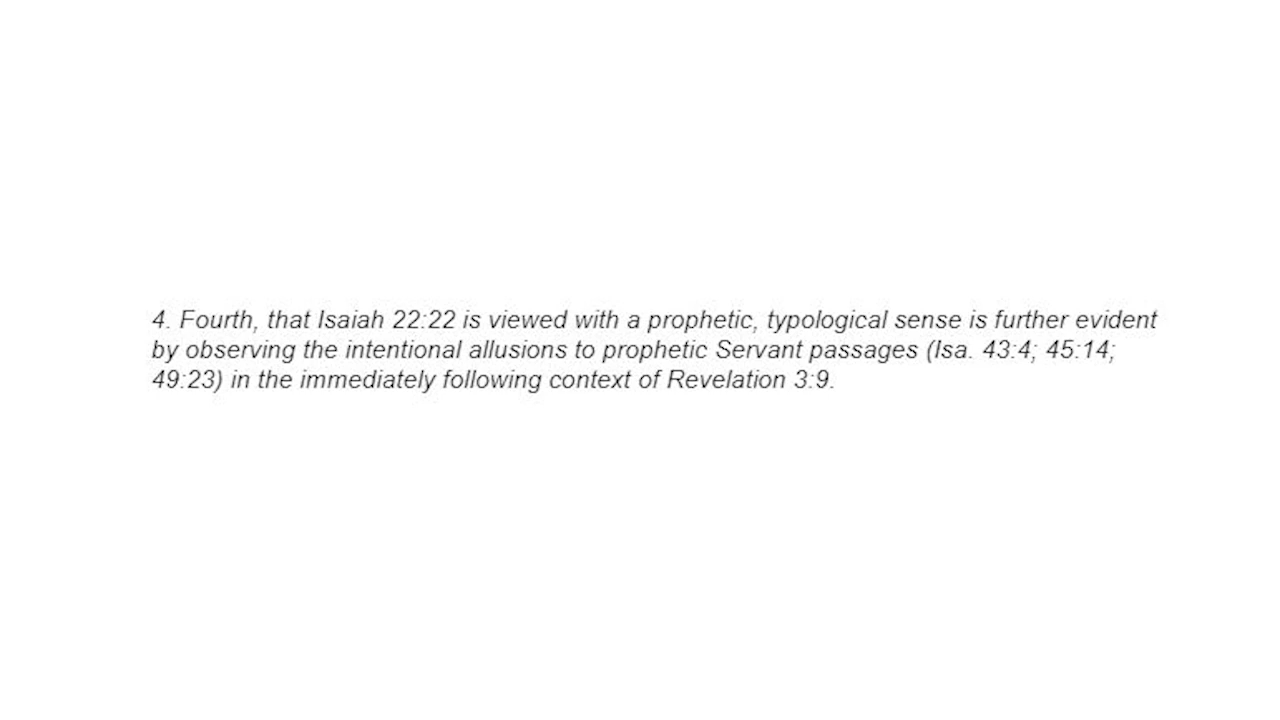 4. Fourth, that Isaiah 22:22 is viewed with a prophetic, typological sense is further evident
by observing the intentional allusions to prophetic Servant passages (Isa. 43:4; 45:14;
49:23) in the immediately following context of Revelation 3:9.